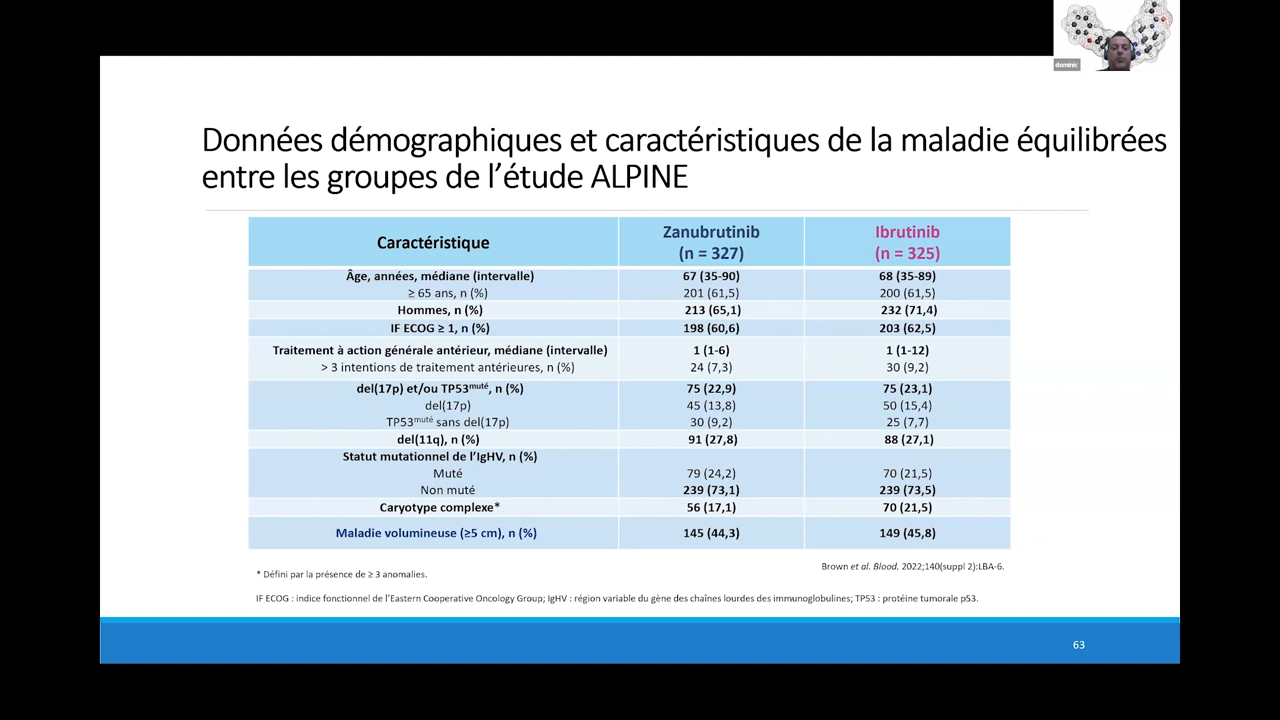 dominic
Données démographiques et caractéristiques de la maladie équilibrées
entre les groupes de l’étude ALPINE
Caractéristique Zanubrutinib (n = 327) Ibrutinib (n = 325)
Âge, années, médiane (intervalle) 67 (35-90) 68 (35-89)
≥ 65 ans, n (%) 201 (61,5) 200 (61,5)
Hommes, n (%) 213 (65,1) 232 (71,4)
IF ECOG ≥ 1, n (%) 198 (60,6) 203 (62,5)
Traitement à action générale antérieur, médiane (intervalle) 1 (1-6) 1 (1-12)
> 3 intentions de traitement antérieures, n (%) 24 (7,3) 30 (9,2)
del(17p) et/ou TP53muté, n (%) 75 (22,9) 75 (23,1)
del(17p) 45 (13,8) 50 (15,4)
TP53muté sans del(17p) 30 (9,2) 25 (7,7)
del(11q), n (%) 91 (27,8) 88 (27,1)
Statut mutationnel de l’IgHV, n (%)
Muté 79 (24,2) 70 (21,5)
Non muté 239 (73,1) 239 (73,5)
Caryotype complexe* 56 (17,1) 70 (21,5)
Maladie volumineuse (≥5 cm), n (%) 145 (44,3) 149 (45,8)
Brown et al. Blood. 2022;140(suppl 2):LBA-6.
* Défini par la présence de ≥ 3 anomalies.
IF ECOG : indice fonctionnel de l’Eastern Cooperative Oncology Group; IgHV : région variable du gène des chaînes lourdes des immunoglobulines; TP53 : protéine tumorale p53.
63